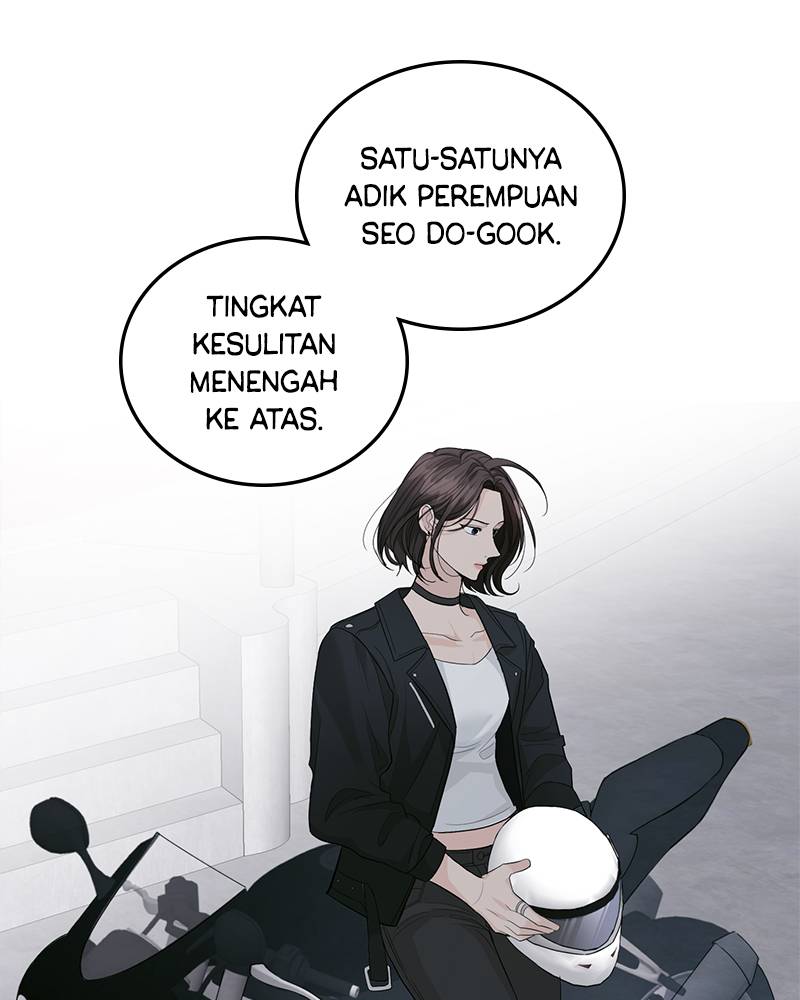 SATU-SATUNYA
ADIK PEREMPUAN
SEO DO-GOOK.
TINGKAT
KESULITAN
MENENGAH
KE ATAS.